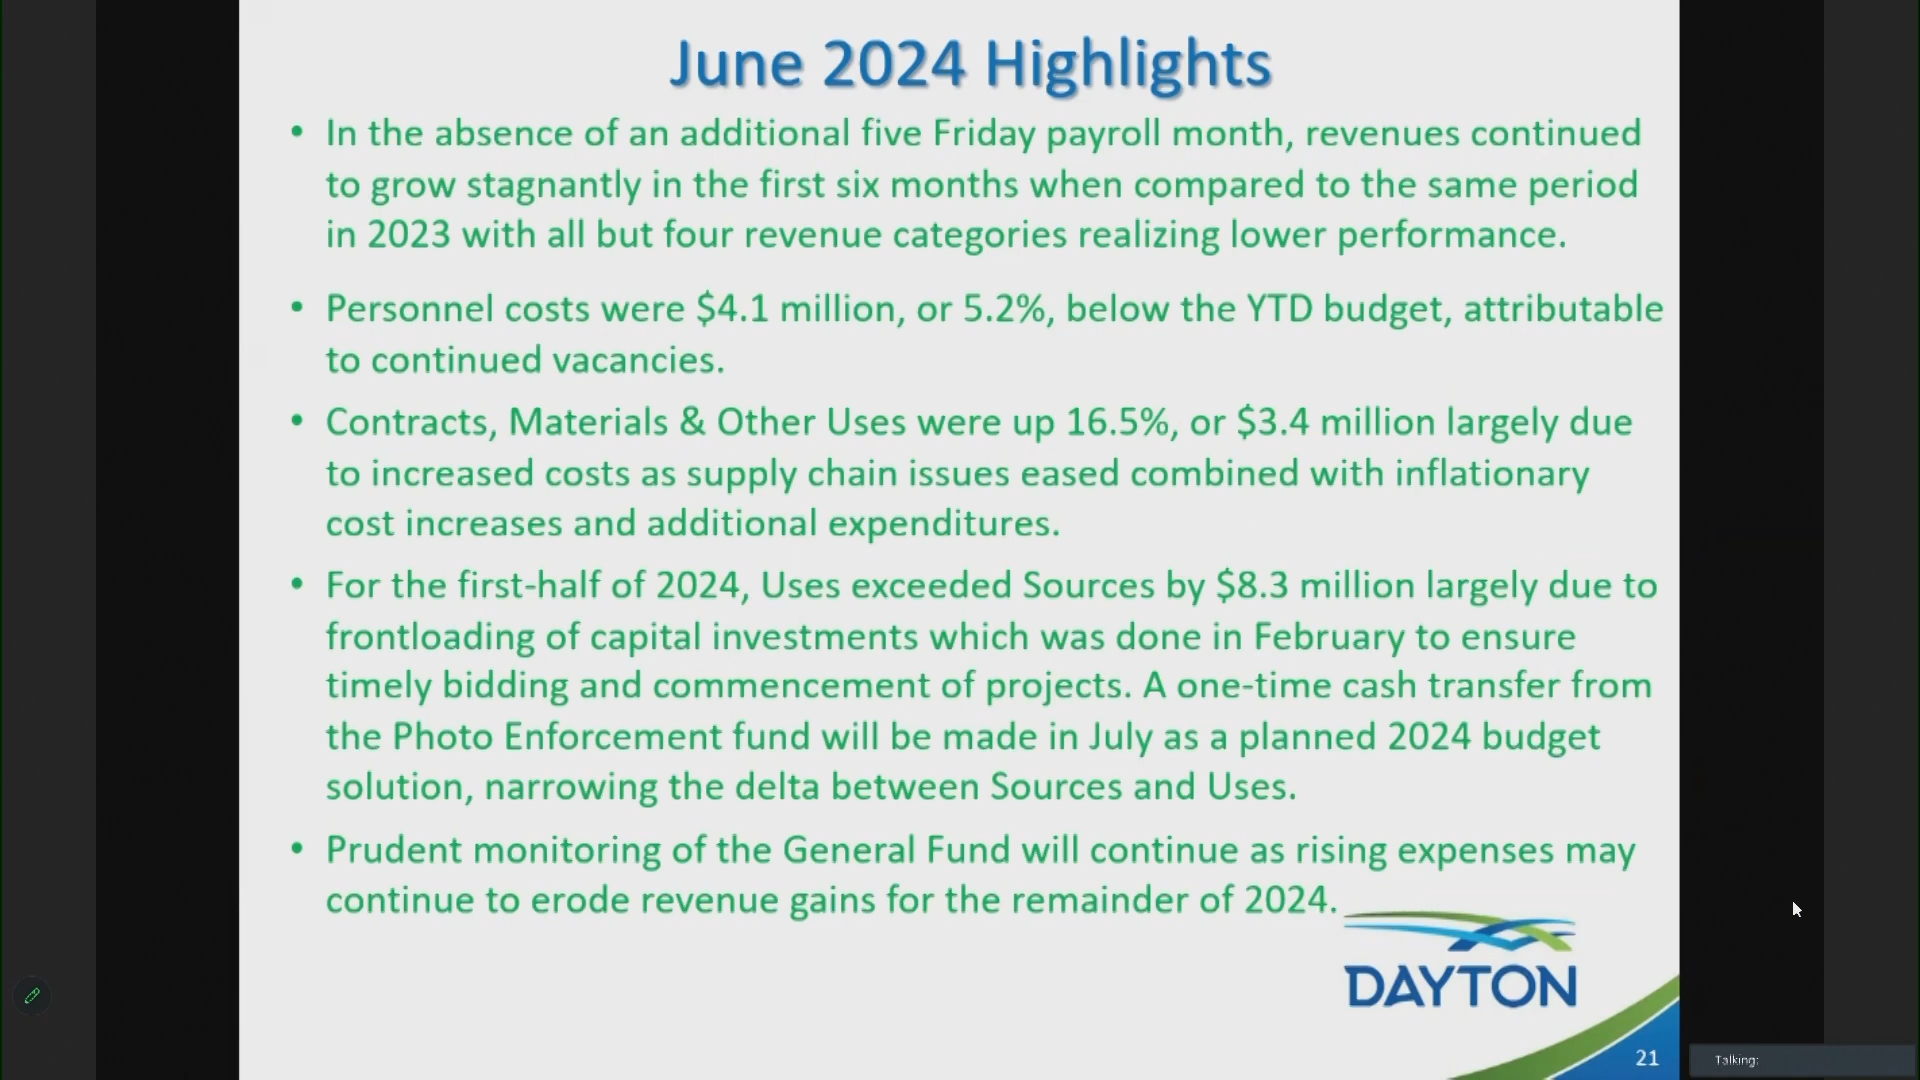 June 2024 Highlights
• In the absence of an additional five Friday payroll month, revenues continued
to grow stagnantly in the first six months when compared to the same period
in 2023 with all but four revenue categories realizing lower performance.
• Personnel costs were $4.1 million, or 5.2%, below the YTD budget, attributable
to continued vacancies.
• Contracts, Materials & Other Uses were up 16.5%, or $3.4 million largely due
to increased costs as supply chain issues eased combined with inflationary
cost increases and additional expenditures.
• For the first-half of 2024, Uses exceeded Sources by $8.3 million largely due to
frontloading of capital investments which was done in February to ensure
timely bidding and commencement of projects. A one-time cash transfer from
the Photo Enforcement fund will be made in July as a planned 2024 budget
solution, narrowing the delta between Sources and Uses.
• Prudent monitoring of the General Fund will continue as rising expenses may
continue to erode revenue gains for the remainder of 2024.
DAYTON
21
Talking: